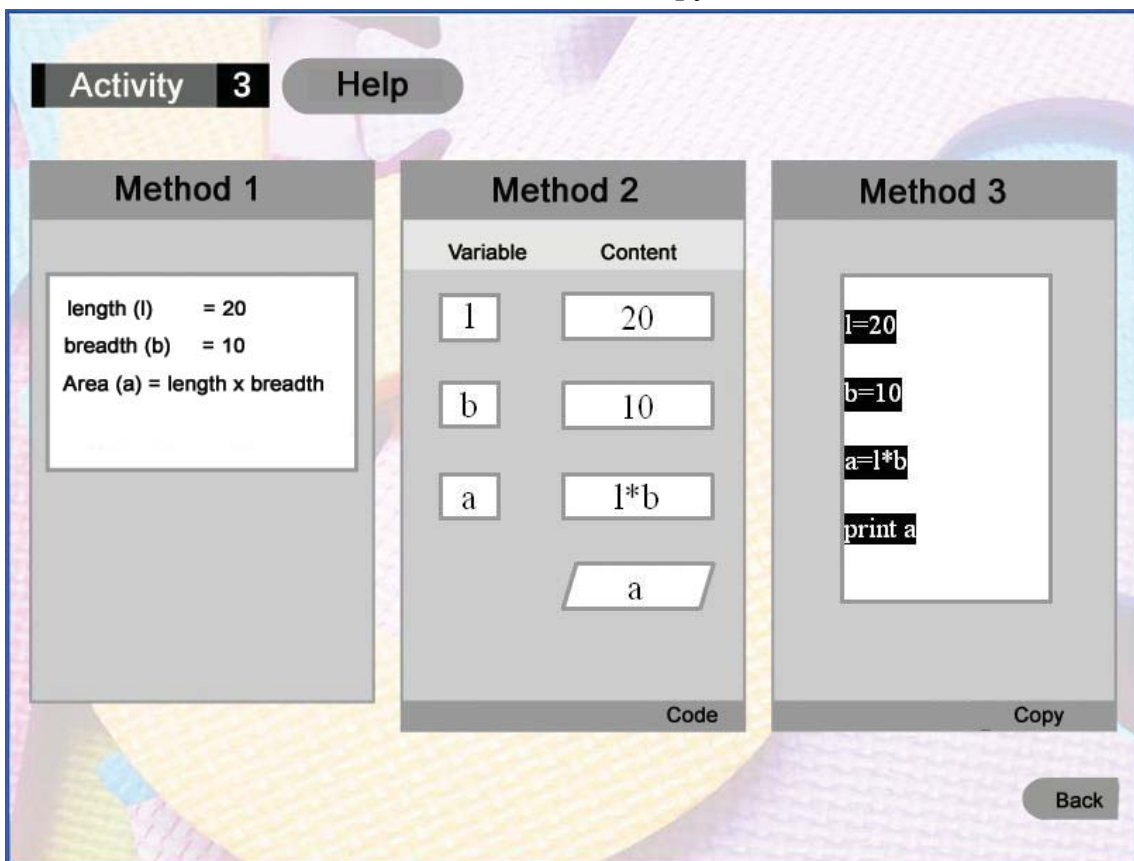 Activity 3 Help
Method 1
length (l) = 20
breadth (b) = 10
Area (a) = length x breadth
Method 2
Variable Content
l 20
b 10
a l*b
a
Code
Method 3
l=20
b=10
a=l*b
print a
Copy
Back